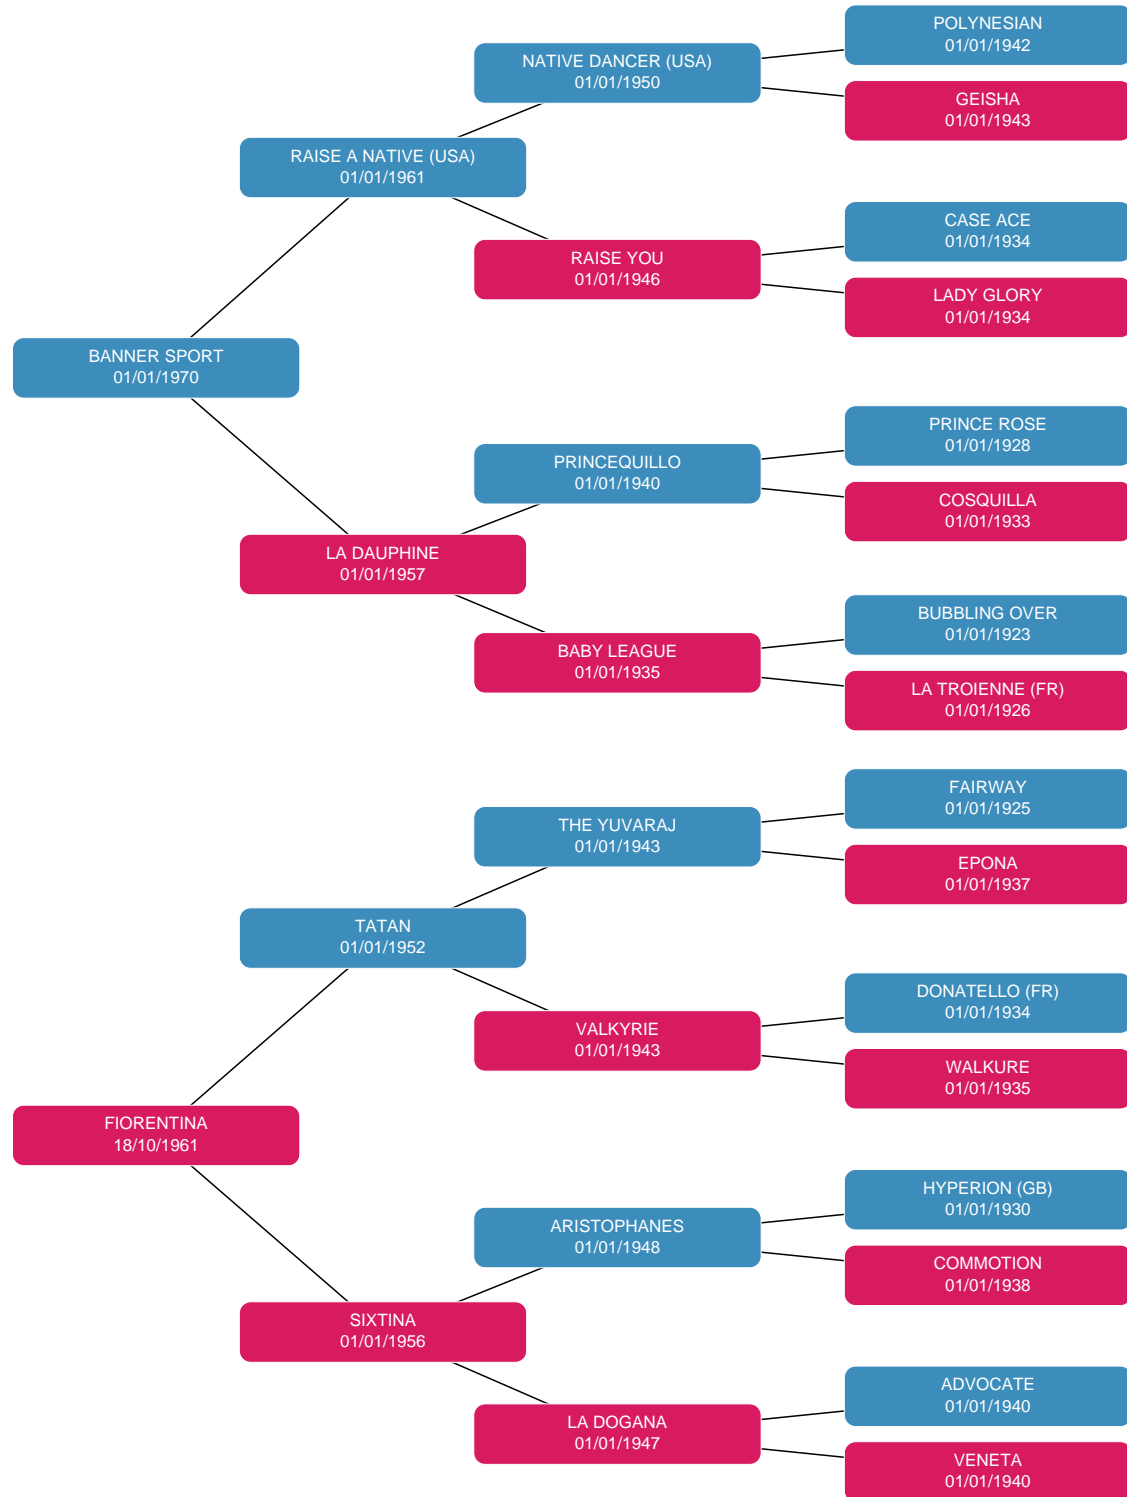 POLYNESIAN
01/01/1942
NATIVE DANCER (USA)
01/01/1950
GEISHA
01/01/1943
RAISE A NATIVE (USA)
01/01/1961
CASE ACE
01/01/1934
RAISE YOU
01/01/1946
LADY GLORY
01/01/1934
BANNER SPORT
01/01/1970
PRINCE ROSE
01/01/1928
PRINCEQUILLO
01/01/1940
COSQUILLA
01/01/1933
LA DAUPHINE
01/01/1957
BUBBLING OVER
01/01/1923
BABY LEAGUE
01/01/1935
LA TROIENNE (FR)
01/01/1926
FAIRWAY
01/01/1925
THE YUVARAJ
01/01/1943
EPONA
01/01/1937
TATAN
01/01/1952
DONATELLO (FR)
01/01/1934
VALKYRIE
01/01/1943
WALKURE
01/01/1935
FIORENTINA
18/10/1961
HYPERION (GB)
01/01/1930
ARISTOPHANES
01/01/1948
COMMOTION
01/01/1938
SIXTINA
01/01/1956
ADVOCATE
01/01/1940
LA DOGANA
01/01/1947
VENETA
01/01/1940